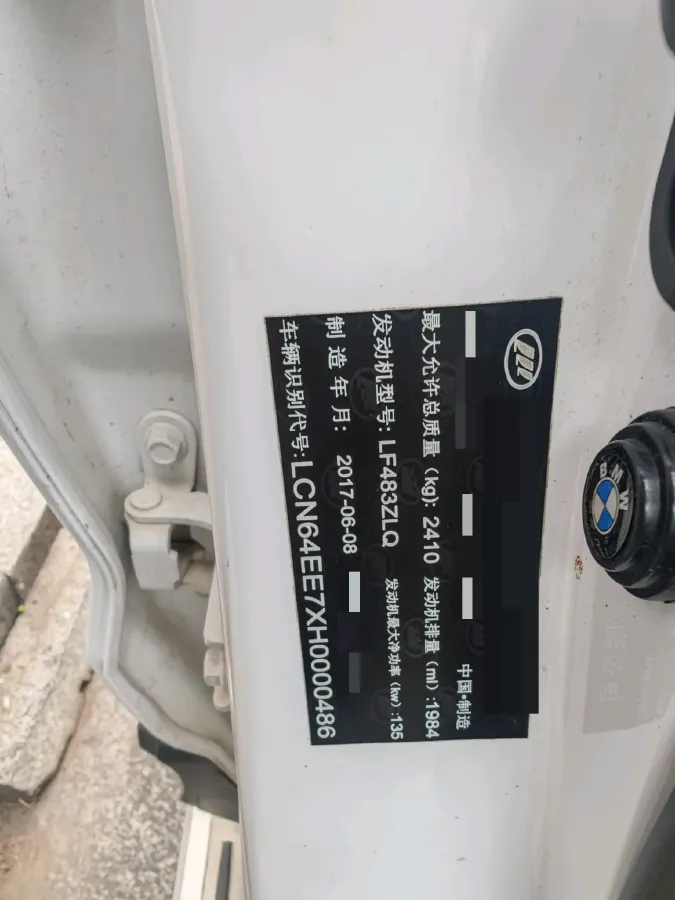 中国·制造
最大允许总质量（kg）: 2410 发动机排量（ml）:1984
发动机型号: LF483ZLQ 发动机最大净功率（kw）:135
制 造 年 月: 2017-06-08
车辆识别代号:LCN64EE7XH0000486
BMW